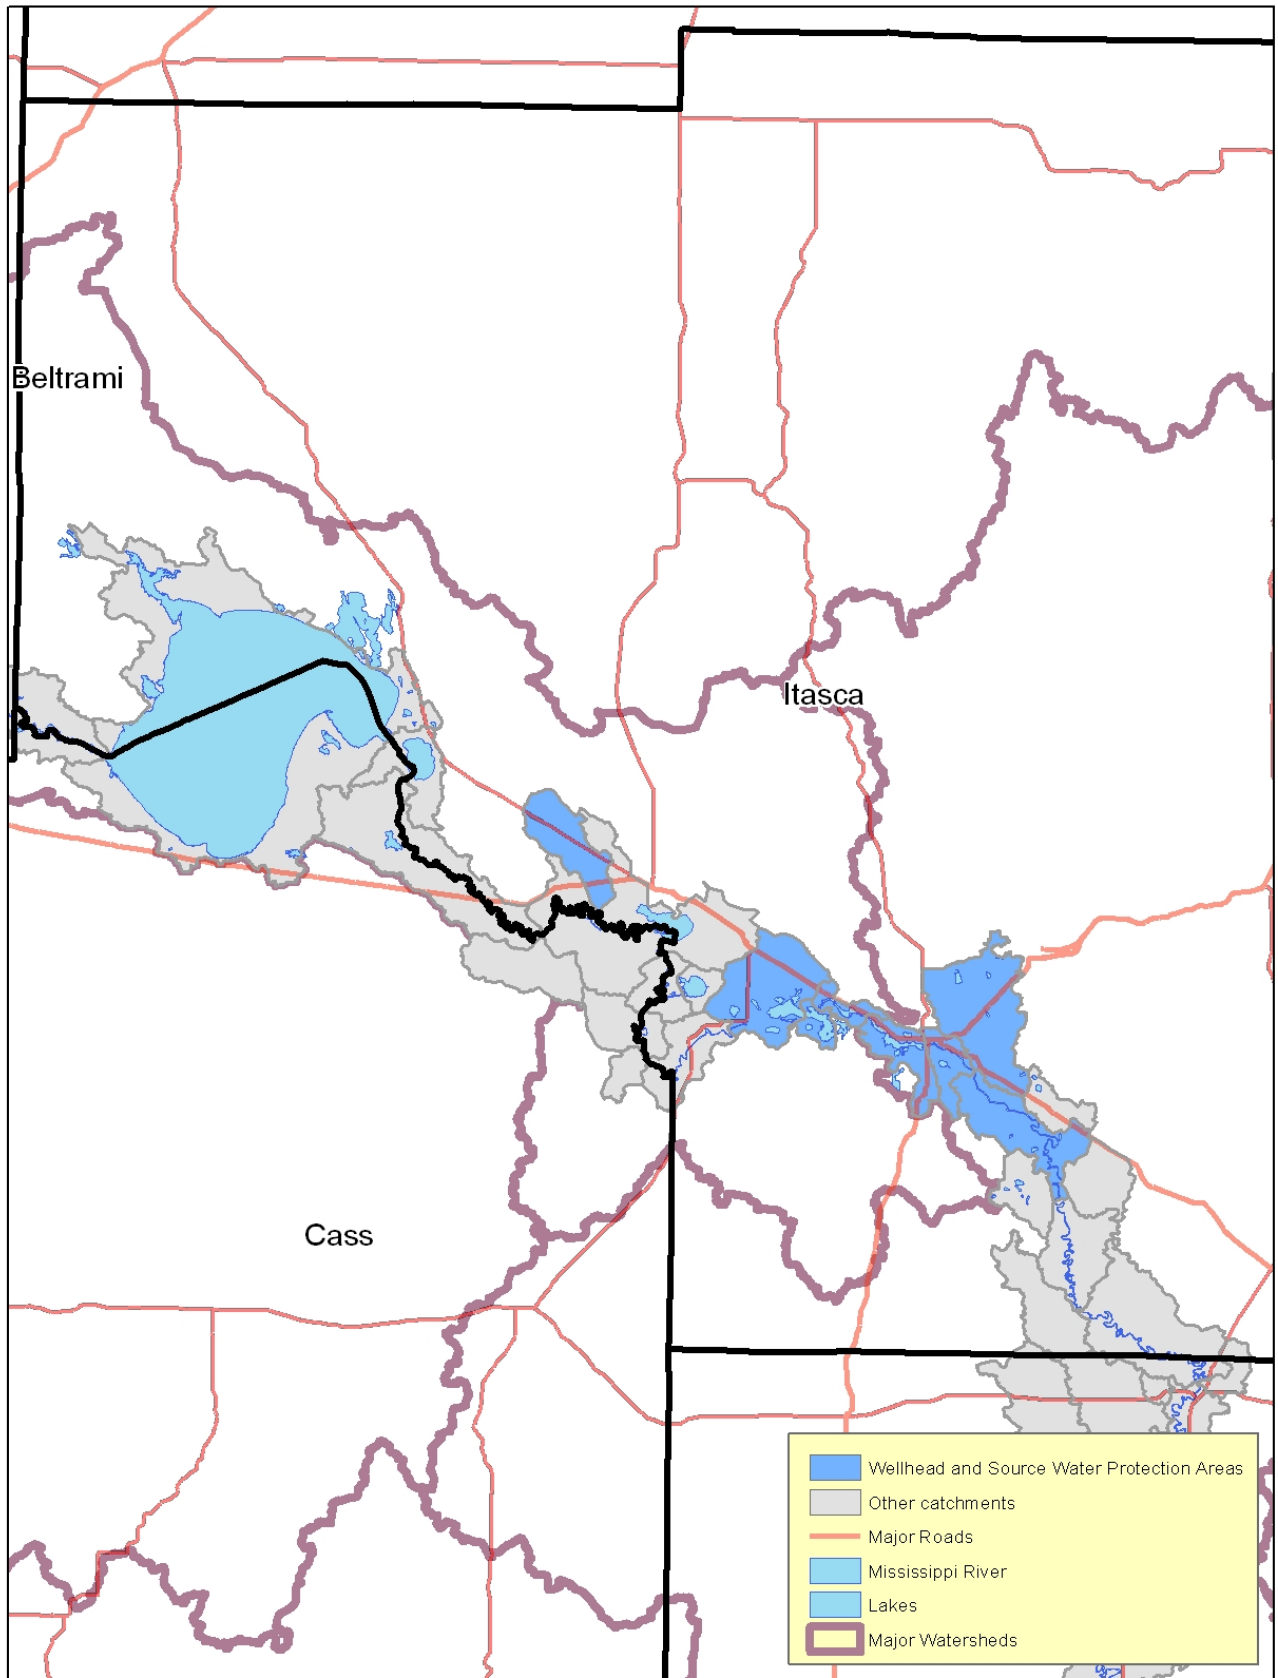 Beltrami
Itasca
Cass
Wellhead and Source Water Protection Areas
Other catchments
Major Roads
Mississippi River
Lakes
Major Watersheds